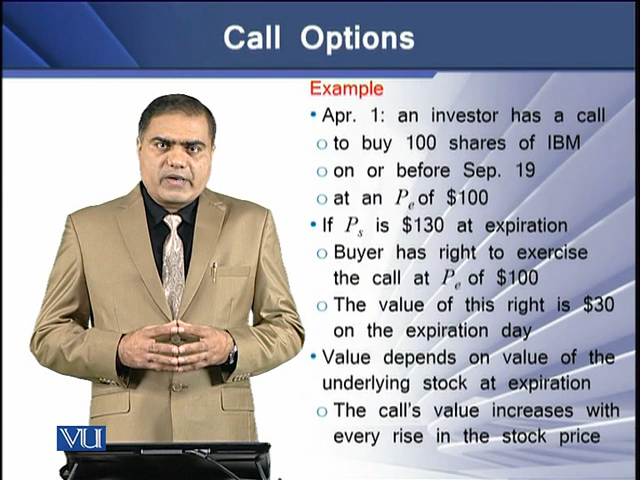 Call Options
Example
• Apr. 1: an investor has a call
o to buy 100 shares of IBM
o on or before Sep. 19
o at an Pe of $100
• If Ps is $130 at expiration
o Buyer has right to exercise
the call at Pe of $100
o The value of this right is $30
on the expiration day
• Value depends on value of the
underlying stock at expiration
o The call's value increases with
every rise in the stock price
VU